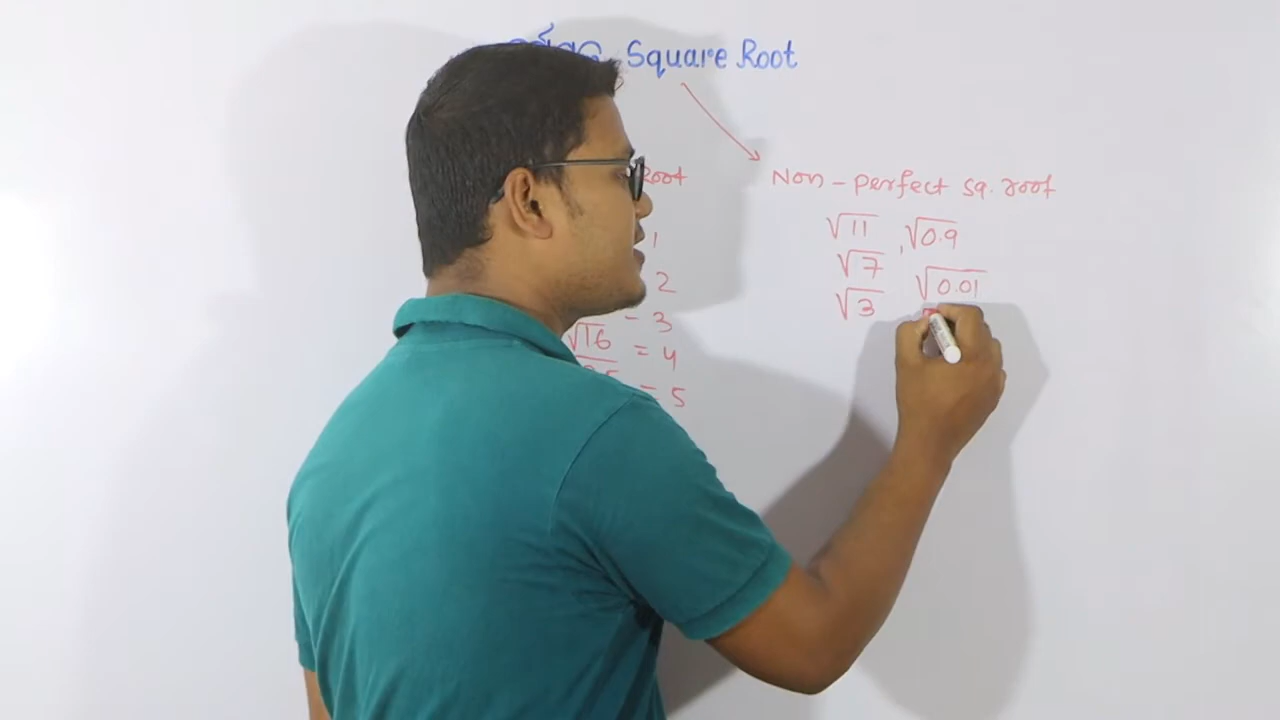 Square Root
Root
Non-perfect sq. root
1
√11 , √0.9
2
√7
√0.01
3
√3
√16 = 4
= 5